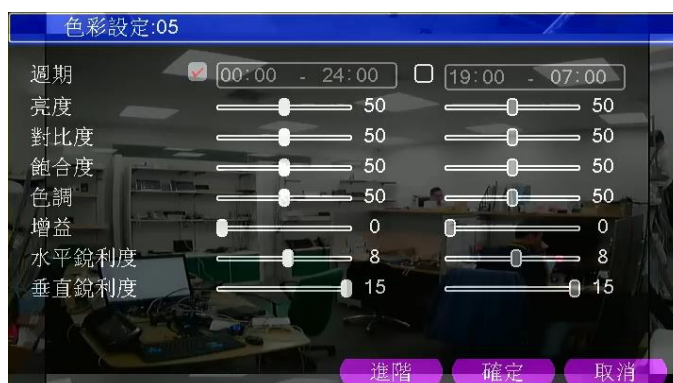 色彩設定:05
週期 00:00 - 24:00 19:00 - 07:00
亮度 50 50
對比度 50 50
飽合度 50 50
色調 50 50
增益 0 0
水平銳利度 8 8
垂直銳利度 15 15
進階 確定 取消